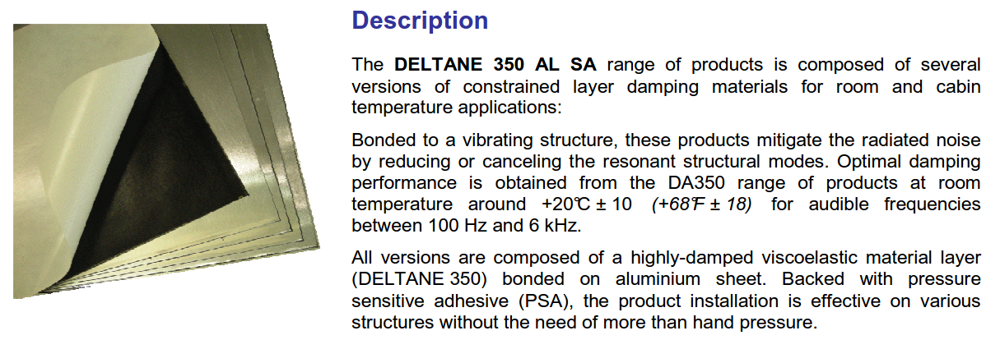 Description
The DELTANE 350 AL SA range of products is composed of several
versions of constrained layer damping materials for room and cabin
temperature applications:
Bonded to a vibrating structure, these products mitigate the radiated noise
by reducing or canceling the resonant structural modes. Optimal damping
performance is obtained from the DA350 range of products at room
temperature around +20°C ± 10 (+68°F ± 18) for audible frequencies
between 100 Hz and 6 kHz.
All versions are composed of a highly-damped viscoelastic material layer
(DELTANE 350) bonded on aluminium sheet. Backed with pressure
sensitive adhesive (PSA), the product installation is effective on various
structures without the need of more than hand pressure.